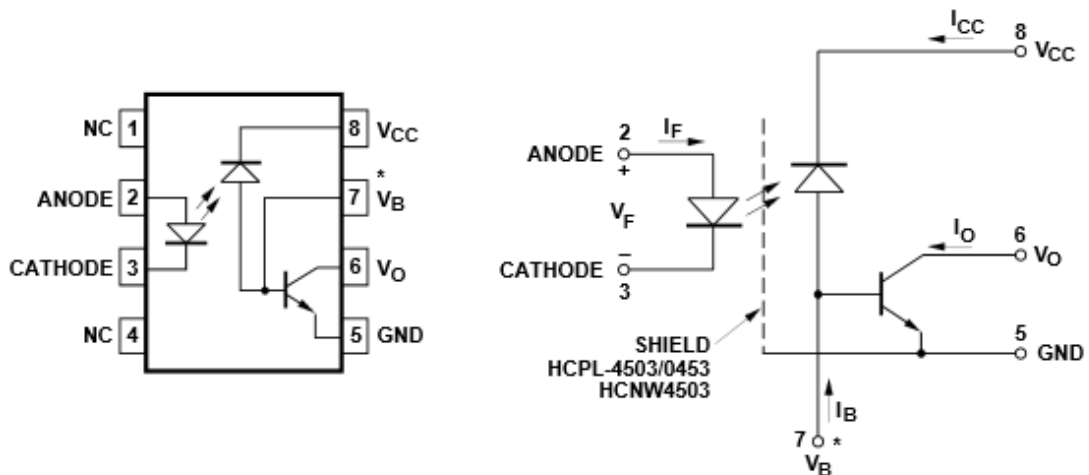 NC 1
8 VCC
ANODE 2
*
7 VB
CATHODE 3
6 VO
NC 4
5 GND
ICC
8
VCC
2
IF
ANODE
+
VF
CATHODE
–
3
IO
6
VO
5
GND
SHIELD
HCPL-4503/0453
HCNW4503
IB
7
*
VB